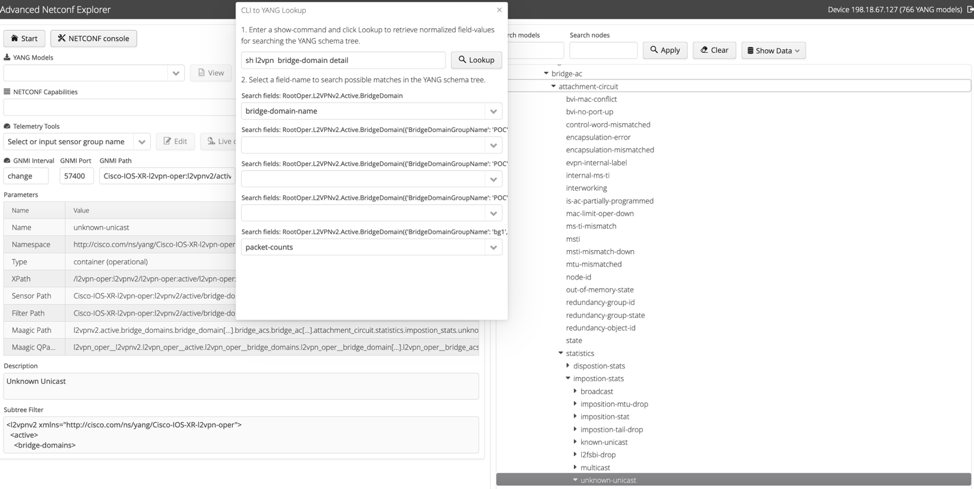 Advanced Netconf Explorer
Device 198.18.67.127 (766 YANG models)
Start
NETCONF console
YANG Models
View
NETCONF Capabilities
Telemetry Tools
Select or input sensor group name
Edit
Live
GNMI Interval
GNMI Port
GNMI Path
change
57400
Cisco-IOS-XR-l2vpn-oper:l2vpnv2/activ
Parameters
Name
Value
Name
unknown-unicast
Namespace
http://cisco.com/ns/yang/Cisco-IOS-XR-l2vpn-oper
Type
container (operational)
XPath
/l2vpn-oper:l2vpnv2/l2vpn-oper:active/l2vpn-oper:
Sensor Path
Cisco-IOS-XR-l2vpn-oper:l2vpnv2/active/bridge-do
Filter Path
Cisco-IOS-XR-l2vpn-oper:l2vpnv2/active/bridge-do
Maagic Path
l2vpnv2.active.bridge_domains.bridge_domain[...].bridge_acs.bridge_ac[...].attachment_circuit.statistics.impostion_stats.unkno
Maagic QPa...
l2vpn_oper__l2vpnv2.l2vpn_oper__active.l2vpn_oper__bridge_domains.l2vpn_oper__bridge_domain[...].l2vpn_oper__bridge_acs
Description
Unknown Unicast
Subtree Filter
<l2vpnv2 xmlns="http://cisco.com/ns/yang/Cisco-IOS-XR-l2vpn-oper">
<active>
<bridge-domains>
CLI to YANG Lookup
1. Enter a show-command and click Lookup to retrieve normalized field-values
for searching the YANG schema tree.
sh l2vpn  bridge-domain detail
Lookup
2. Select a field-name to search possible matches in the YANG schema tree.
Search fields: RootOper.L2VPNv2.Active.BridgeDomain
bridge-domain-name
Search fields: RootOper.L2VPNv2.Active.BridgeDomain({'BridgeDomainGroupName': 'POC'
Search fields: RootOper.L2VPNv2.Active.BridgeDomain({'BridgeDomainGroupName': 'POC'
Search fields: RootOper.L2VPNv2.Active.BridgeDomain({'BridgeDomainGroupName': 'POC'
Search fields: RootOper.L2VPNv2.Active.BridgeDomain({'BridgeDomainGroupName': 'bg1',
packet-counts
rch models
Search nodes
Apply
Clear
Show Data
bridge-ac
attachment-circuit
bvi-mac-conflict
bvi-no-port-up
control-word-mismatched
encapsulation-error
encapsulation-mismatched
evpn-internal-label
internal-ms-ti
interworking
is-ac-partially-programmed
mac-limit-oper-down
ms-ti-mismatch
msti
msti-mismatch-down
mtu-mismatched
node-id
out-of-memory-state
redundancy-group-id
redundancy-group-state
redundancy-object-id
state
statistics
dispostion-stats
impostion-stats
broadcast
imposition-mtu-drop
imposition-stat
impostion-tail-drop
known-unicast
l2fsbi-drop
multicast
unknown-unicast